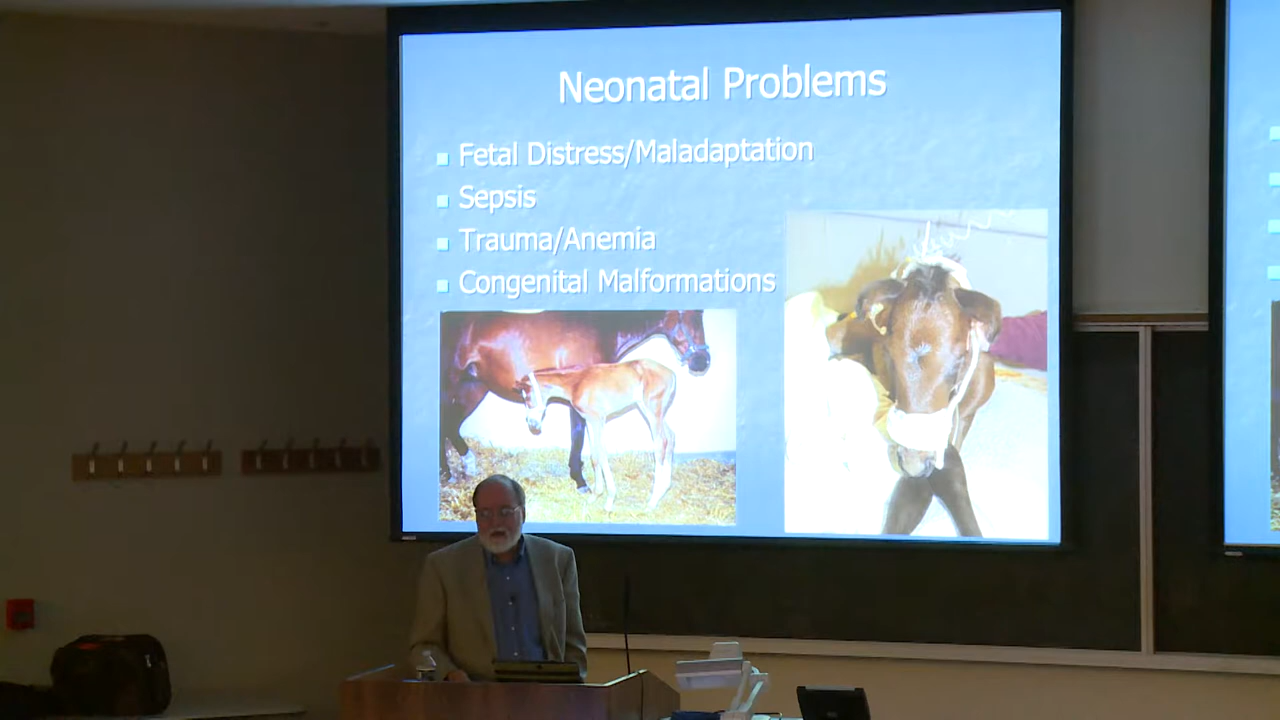 Neonatal Problems
Fetal Distress/Maladaptation
Sepsis
Trauma/Anemia
Congenital Malformations